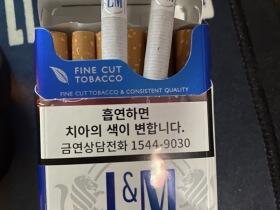 L&M
FINE CUT
TOBACCO
FINE CUT TOBACCO & CONSISTENT QUALITY
흡연하면
치아의 색이 변합니다.
금연상담전화 1544-9030
L&M